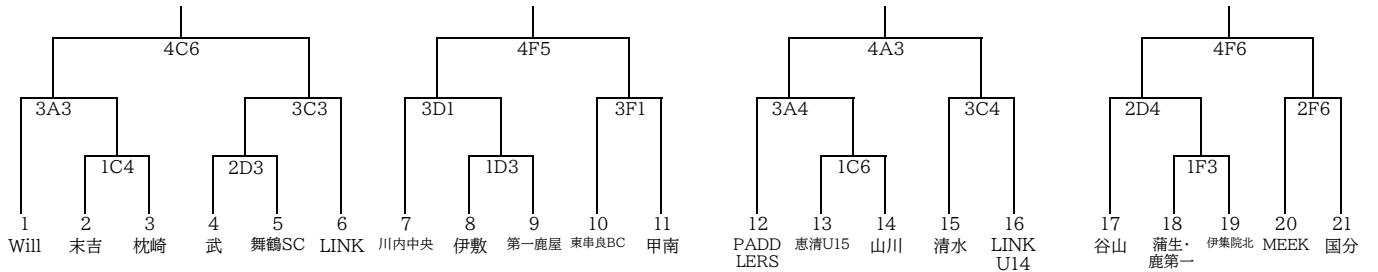 4C6 4F5 4A3 4F6
3A3 3C3 3D1 3F1 3A4 3C4 2D4 2F6
1C4 2D3 1D3 1C6 1F3
1 2 3 4 5 6 7 8 9 10 11 12 13 14 15 16 17 18 19 20 21
Will 末吉 枕崎 武 舞鶴SC LINK 川内中央 伊敷 第一鹿屋 東串良BC 甲南 PADD 恵清U15 山川 清水 LINK 谷山 蒲生・ 伊集院北 MEEK 国分
LERS U14 鹿第一